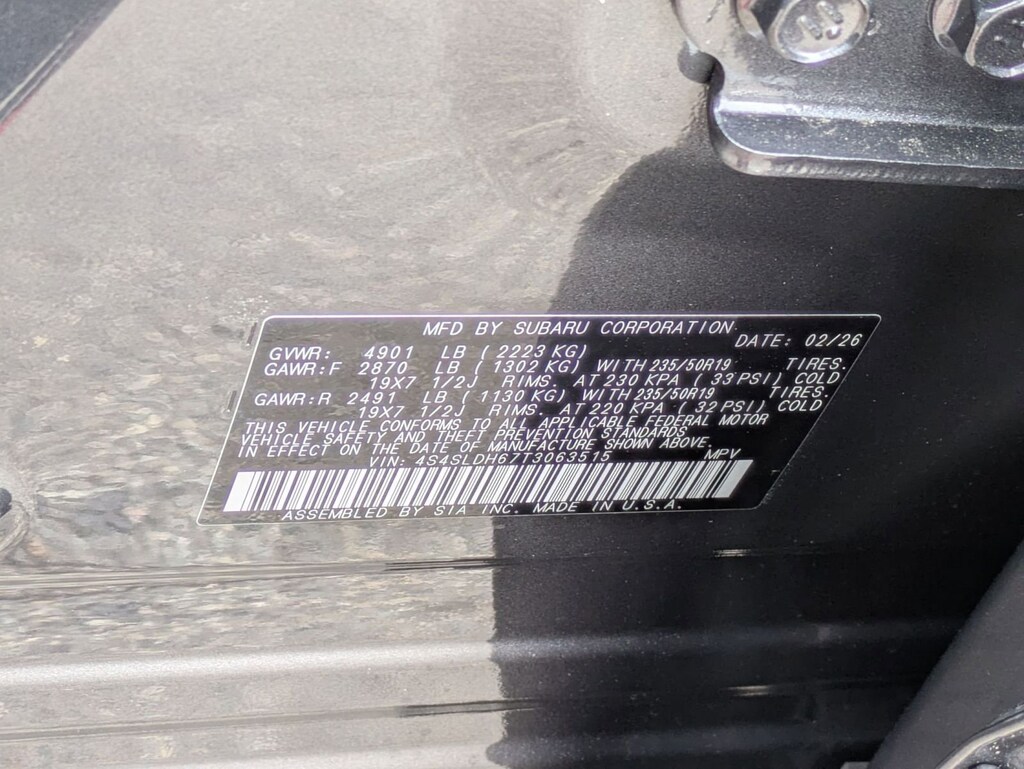 MFD BY SUBARU CORPORATION
DATE: 02/26
GVWR: 4901 LB (2223 KG)
GAWR:F 2870 LB (1302 KG) WITH 235/50R19 TIRES.
19X7 1/2J RIMS. AT 230 KPA (33 PSI) COLD
GAWR:R 2491 LB (1130 KG) WITH 235/50R19 TIRES.
19X7 1/2J RIMS. AT 220 KPA (32 PSI) COLD
THIS VEHICLE CONFORMS TO ALL APPLICABLE FEDERAL MOTOR
VEHICLE SAFETY AND THEFT PREVENTION STANDARDS
IN EFFECT ON THE DATE OF MANUFACTURE SHOWN ABOVE.
VIN: 4S4SLDH67T3063515 MPV
ASSEMBLED BY SIA INC. MADE IN U.S.A.